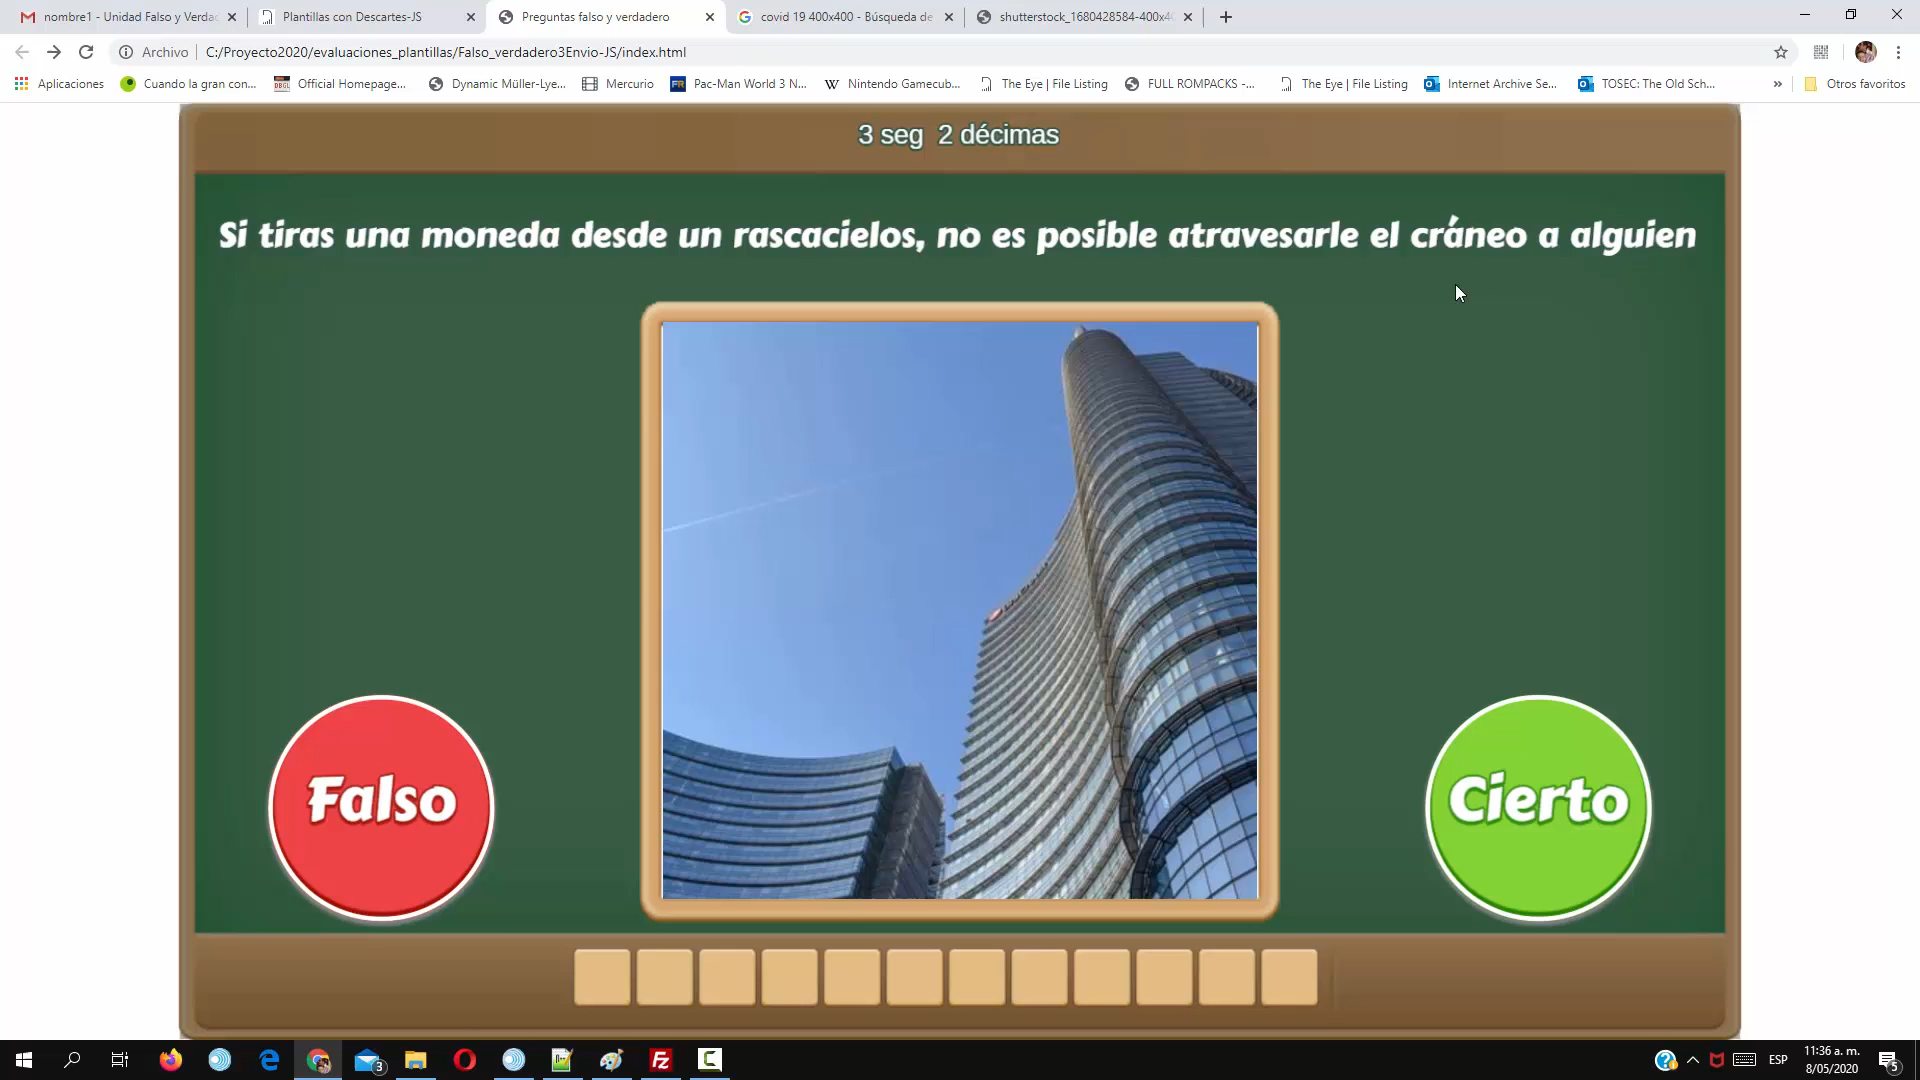 nombre1 - Unidad Falso y Verdad
Plantillas con Descartes-JS
Preguntas falso y verdadero
covid 19 400x400 - Búsqueda de
shutterstock_1680428584-400x40
Archivo
C:/Proyecto2020/evaluaciones_plantillas/Falso_verdadero3Envio-JS/index.html
Aplicaciones
Cuando la gran con...
Official Homepage...
Dynamic Müller-Lye...
Mercurio
Pac-Man World 3 N...
Nintendo Gamecub...
The Eye | File Listing
FULL ROMPACKS -...
The Eye | File Listing
Internet Archive Se...
TOSEC: The Old Sch...
»
Otros favoritos
3 seg 2 décimas
Si tiras una moneda desde un rascacielos, no es posible atravesarle el cráneo a alguien
Falso
Cierto
3
ESP
11:36 a. m.
8/05/2020
5